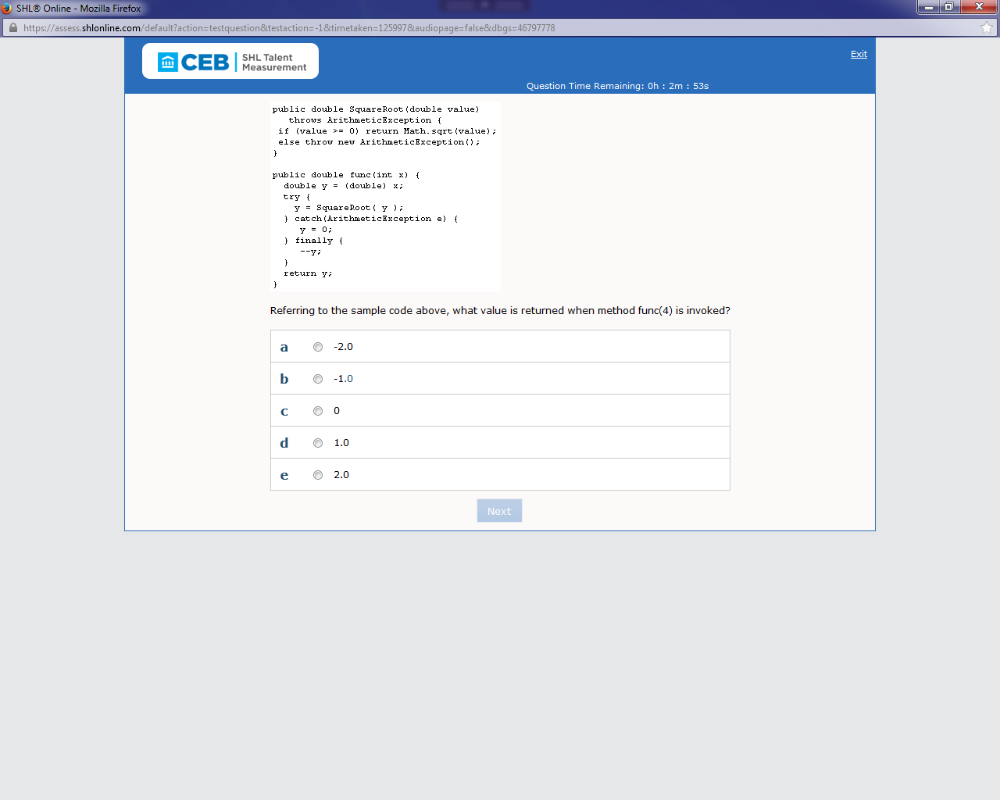 SHL® Online - Mozilla Firefox
https://assess.shlonline.com/default?action=testquestion&testaction=-1&timetaken=125997&audiopage=false&dbgs=46797778
CEB SHL Talent Measurement
Exit
Question Time Remaining: 0h : 2m : 53s
public double SquareRoot(double value)
throws ArithmeticException {
if (value >= 0) return Math.sqrt(value);
else throw new ArithmeticException();
}
public double func(int x) {
double y = (double) x;
try {
y = SquareRoot( y );
} catch(ArithmeticException e) {
y = 0;
} finally {
--y;
}
return y;
}
Referring to the sample code above, what value is returned when method func(4) is invoked?
a -2.0
b -1.0
c 0
d 1.0
e 2.0
Next